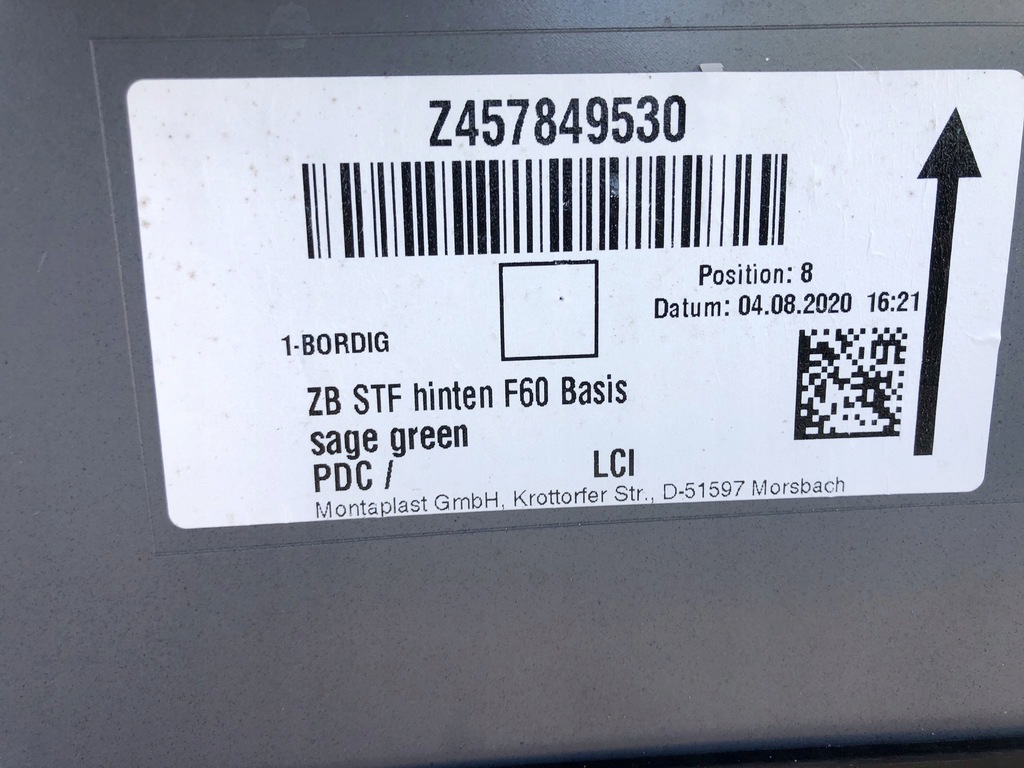 Z457849530
Position: 8
Datum: 04.08.2020 16:21
1-BORDIG
ZB STF hinten F60 Basis
sage green
PDC / LCI
Montaplast GmbH, Krottorfer Str., D-51597 Morsbach